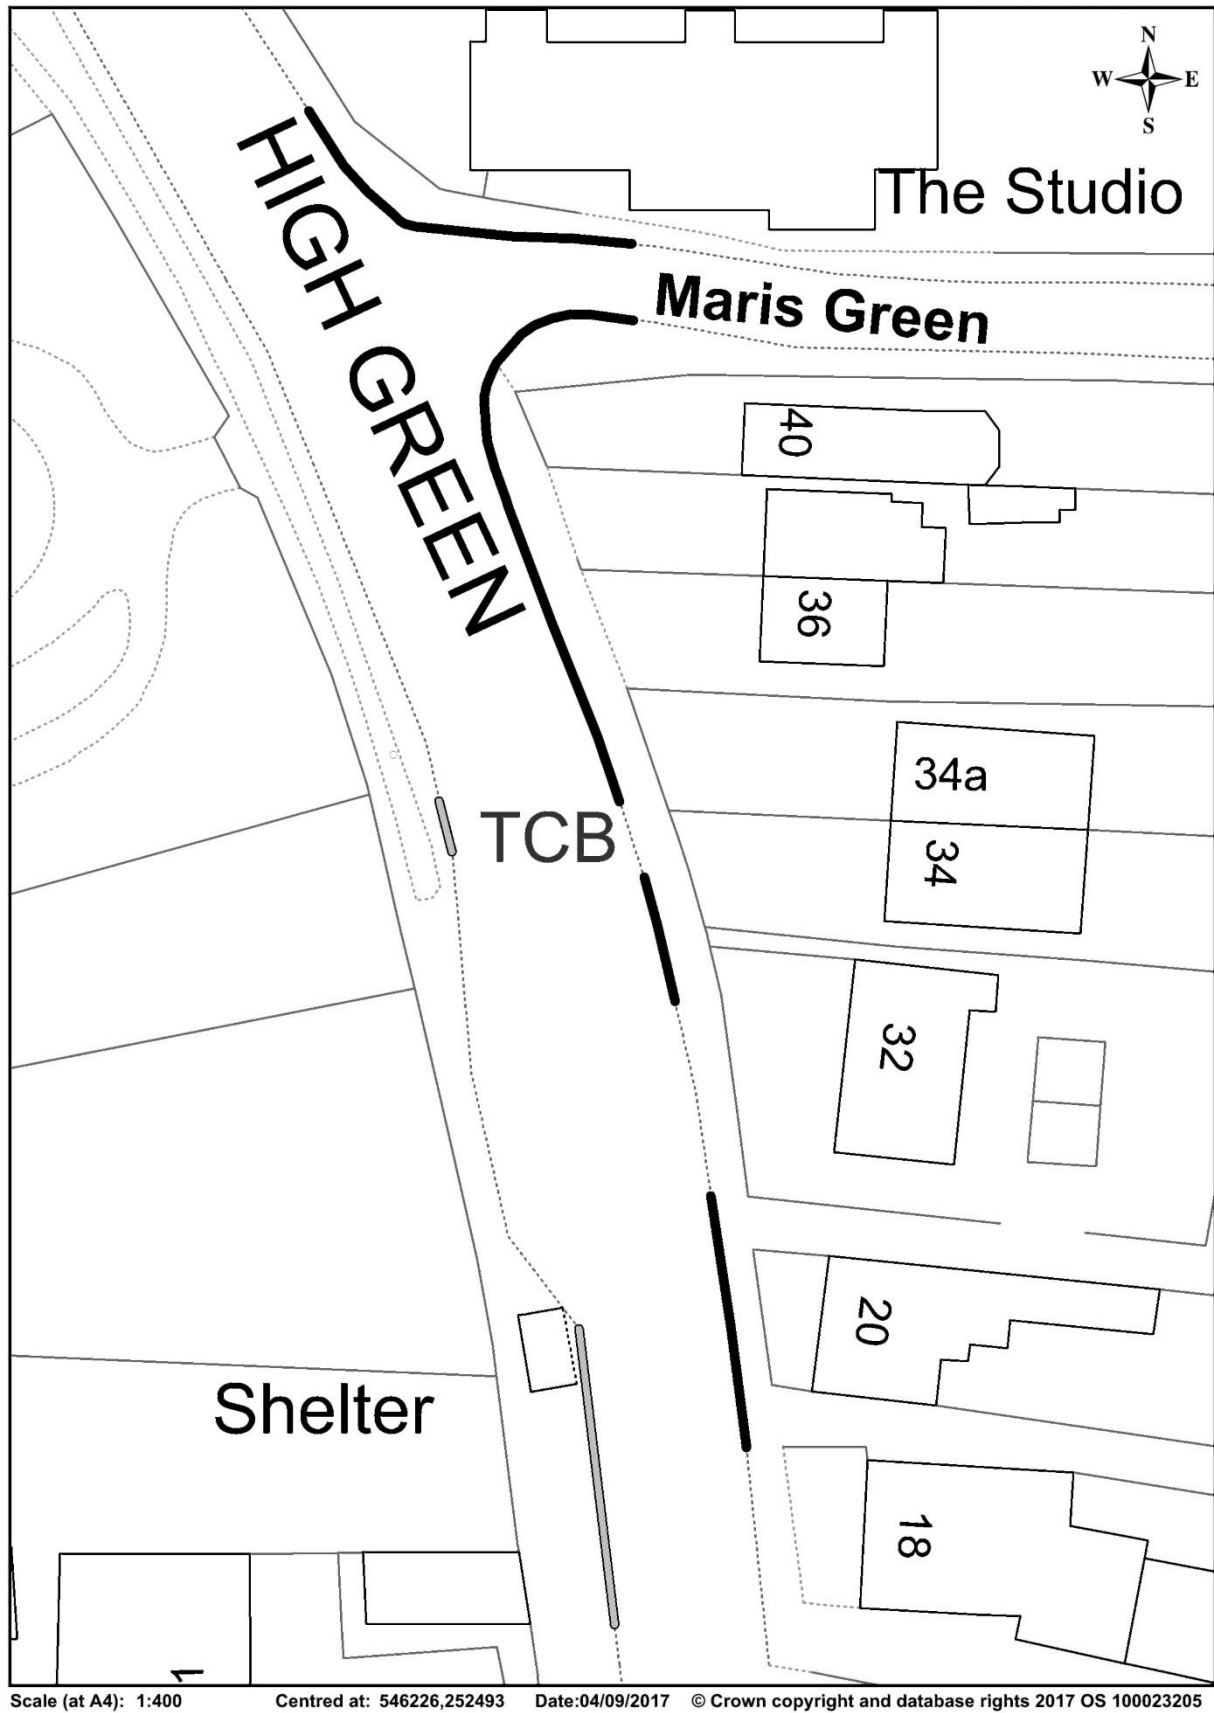 N
W E
S
The Studio
HIGH GREEN
Maris Green
40
36
34a
TCB
34
32
20
Shelter
18
1
Scale (at A4): 1:400 Centred at: 546226,252493 Date:04/09/2017 © Crown copyright and database rights 2017 OS 100023205